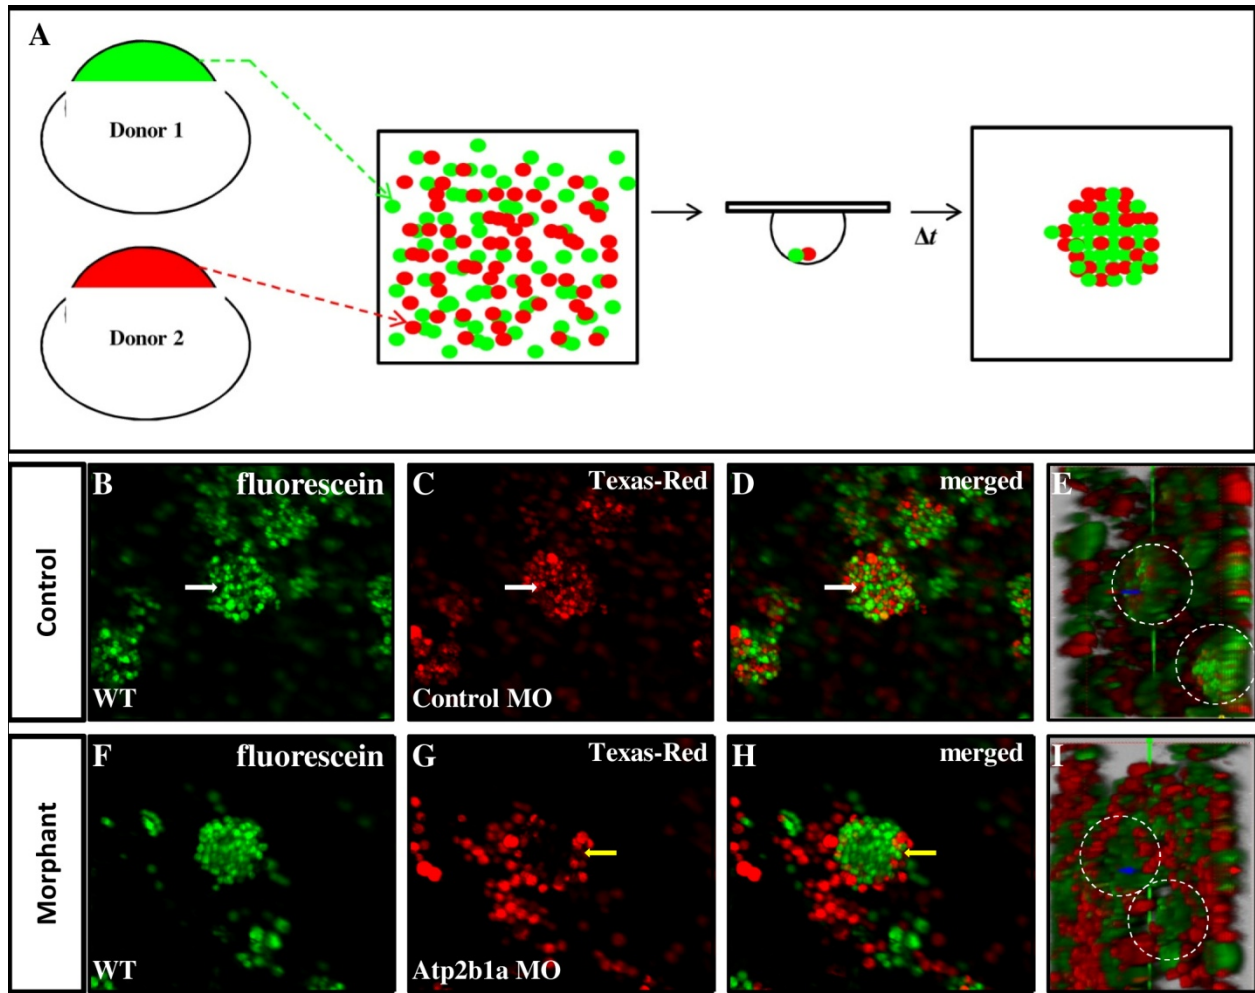 A
Donor 1
Donor 2
Δt
Control
B
fluorescein
WT
C
Texas-Red
Control MO
D
merged
E
Morphant
F
fluorescein
WT
G
Texas-Red
Atp2b1a MO
H
merged
I